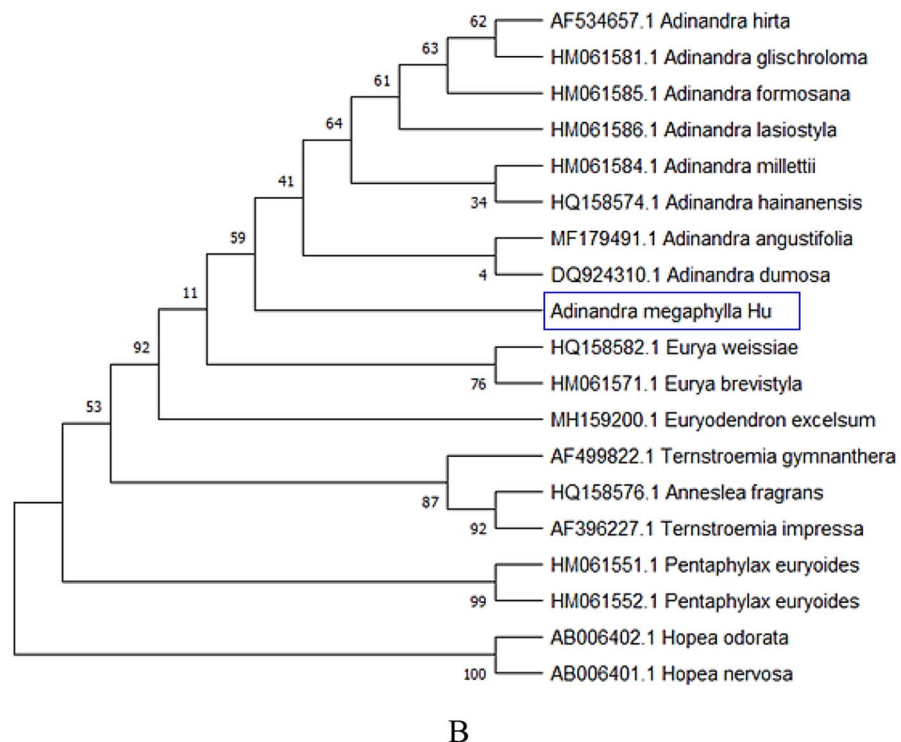 62
AF534657.1 Adinandra hirta
63
HM061581.1 Adinandra glischroloma
61
HM061585.1 Adinandra formosana
64
HM061586.1 Adinandra lasiostyla
HM061584.1 Adinandra millettii
41
34
HQ158574.1 Adinandra hainanensis
59
MF179491.1 Adinandra angustifolia
4
DQ924310.1 Adinandra dumosa
11
Adinandra megaphylla Hu
92
HQ158582.1 Eurya weissiae
76
HM061571.1 Eurya brevistyla
53
MH159200.1 Euryodendron excelsum
AF499822.1 Ternstroemia gymnanthera
87
HQ158576.1 Anneslea fragrans
92
AF396227.1 Ternstroemia impressa
HM061551.1 Pentaphylax euryoides
99
HM061552.1 Pentaphylax euryoides
AB006402.1 Hopea odorata
100
AB006401.1 Hopea nervosa
B